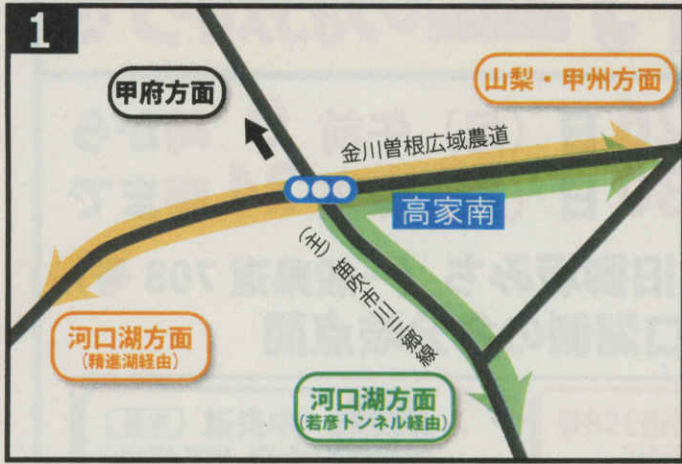 1
甲府方面
山梨・甲州方面
金川曽根広域農道
高家南
(主)笛吹市川三郷線
河口湖方面
(精進湖経由)
河口湖方面
(若彦トンネル経由)